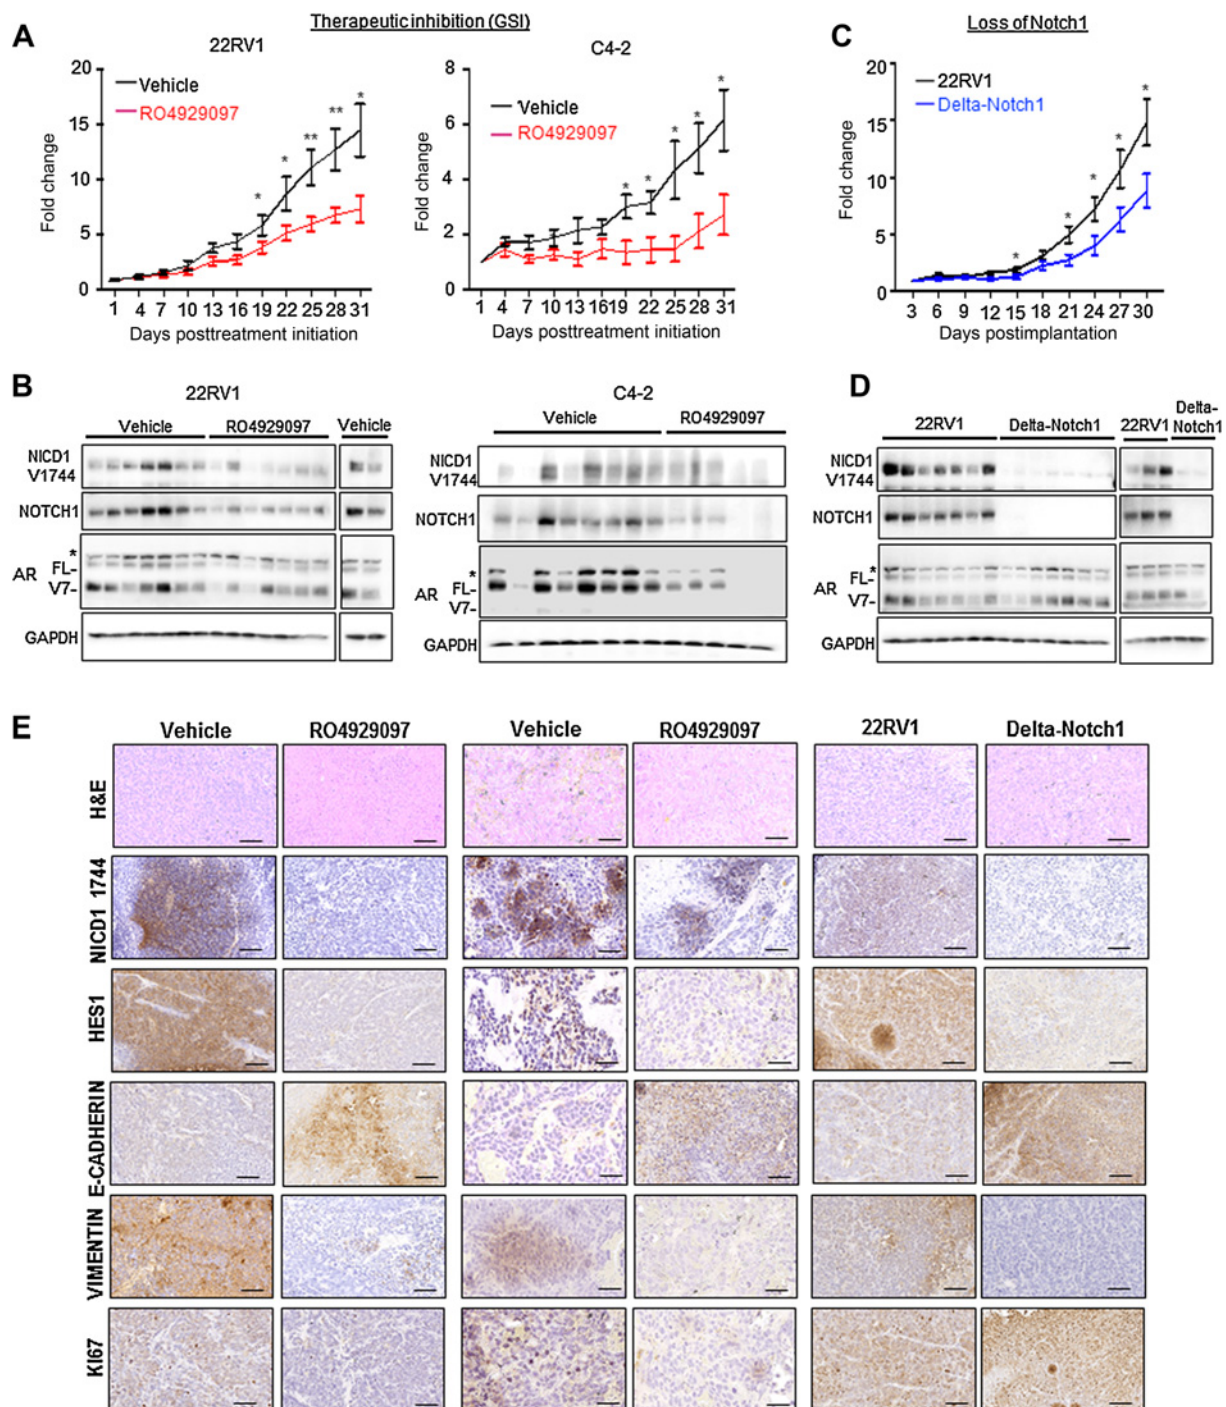 Therapeutic inhibition (GSI)
Loss of Notch1
A
22RV1
C4-2
C
20
15
10
5
0
Fold change
Vehicle
RO4929097
*
*
**
**
*
1 4 7 10 13 16 19 22 25 28 31
Days posttreatment initiation
8
6
4
2
0
Fold change
Vehicle
RO4929097
*
*
*
*
*
1 4 7 10 13 16 19 22 25 28 31
Days posttreatment initiation
20
15
10
5
0
Fold change
22RV1
Delta-Notch1
*
*
*
*
*
3 6 9 12 15 18 21 24 27 30
Days postimplantation
B
22RV1
Vehicle
RO4929097
Vehicle
NICD1
V1744
NOTCH1
*
AR FL-
V7-
GAPDH
C4-2
Vehicle
RO4929097
NICD1
V1744
NOTCH1
*
AR FL-
V7-
GAPDH
D
22RV1
Delta-Notch1
22RV1
Delta-
Notch1
NICD1
V1744
NOTCH1
*
AR FL-
V7-
GAPDH
E
Vehicle
RO4929097
Vehicle
RO4929097
22RV1
Delta-Notch1
H&E
NICD1 1744
HES1
E-CADHERIN
VIMENTIN
KI67